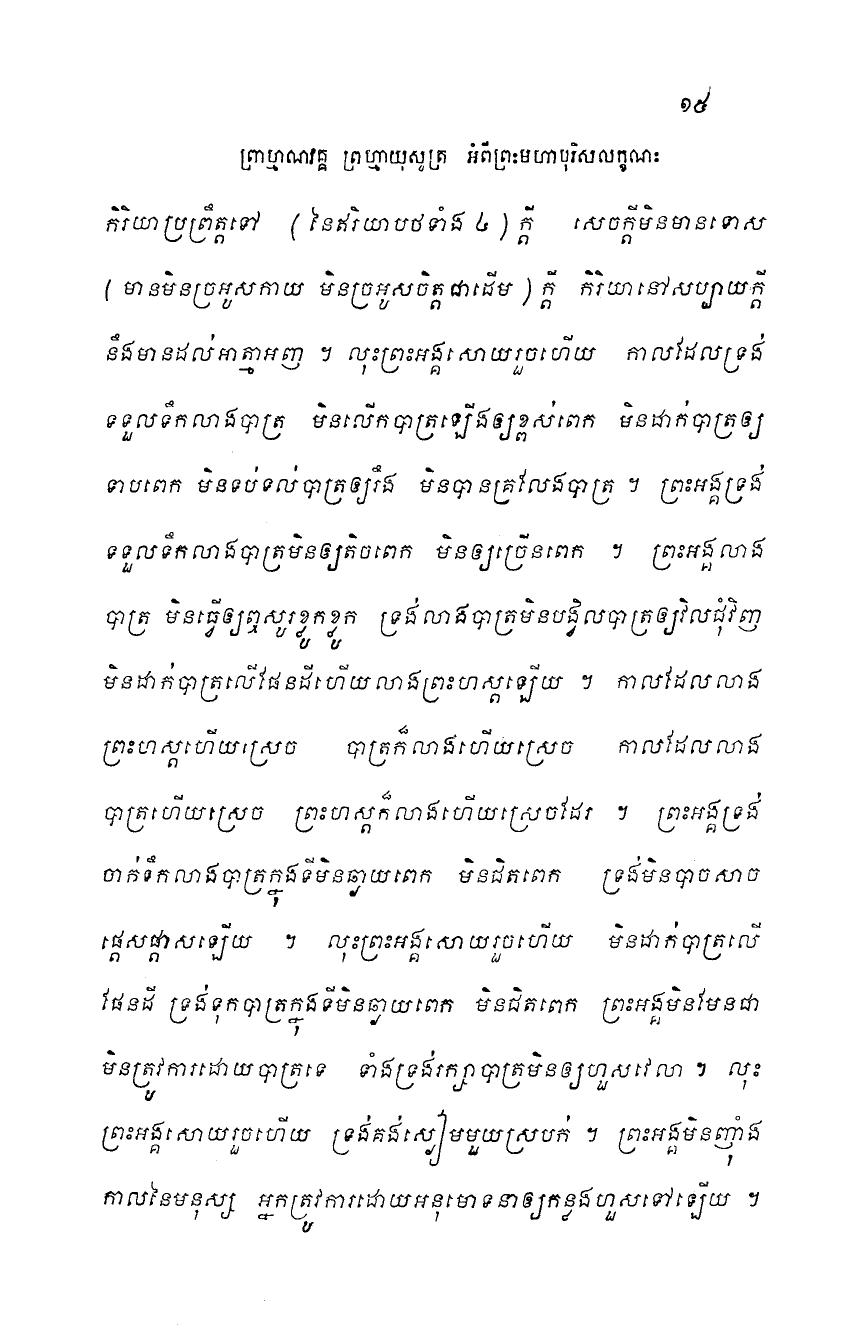 ១៩
ព្រាហ្មណវគ្គ ព្រហ្មាយុសូត្រ អំពីព្រះមហាបុរិសលក្ខណះ
កិរិយាប្រព្រឹត្តទៅ (នៃឥរិយាបថទាំង ៤) ក្តី សេចក្តីមិនមានទោស
(មានមិនច្រអូសកាយ មិនច្រអូសចិត្តជាដើម) ក្តី កិរិយានៅសប្បាយក្តី
នឹងមានដល់អាត្មាអញ ។ លុះព្រះអង្គសោយរួចហើយ កាលដែលទ្រង់
ទទួលទឹកលាងបាត្រ មិនលើកបាត្រឡើងឲ្យខ្ពស់ពេក មិនដាក់បាត្រឲ្យ
ទាបពេក មិនទប់ទល់បាត្រឲ្យរឹង មិនបានគ្រលែងបាត្រ ។ ព្រះអង្គទ្រង់
ទទួលទឹកលាងបាត្រមិនឲ្យតិចពេក មិនឲ្យច្រើនពេក ។ ព្រះអង្គលាង
បាត្រ មិនធ្វើឲ្យឮសូរខ្លូកខ្លូក ទ្រង់លាងបាត្រមិនបង្វិលបាត្រឲ្យវិលជុំវិញ
មិនដាក់បាត្រលើផែនដីហើយលាងព្រះហស្តឡើយ ។ កាលដែលលាង
ព្រះហស្តហើយស្រេច បាត្រក៏លាងហើយស្រេច កាលដែលលាង
បាត្រហើយស្រេច ព្រះហស្តក៏លាងហើយស្រេចដែរ ។ ព្រះអង្គទ្រង់
ចាក់ទឹកលាងបាត្រក្នុងទីមិនឆ្ងាយពេក មិនជិតពេក ទ្រង់មិនបាចសាច
ផ្តេសផ្តាសឡើយ ។ លុះព្រះអង្គសោយរួចហើយ មិនដាក់បាត្រលើ
ផែនដី ទ្រង់ទុកបាត្រក្នុងទីមិនឆ្ងាយពេក មិនជិតពេក ព្រះអង្គមិនមែនជា
មិនត្រូវការដោយបាត្រទេ ទាំងទ្រង់រក្សាបាត្រមិនឲ្យហួសវេលា ។ លុះ
ព្រះអង្គសោយរួចហើយ ទ្រង់គង់ស្ងៀមមួយស្របក់ ។ ព្រះអង្គមិនញ៉ាំង
កាលនៃមនុស្ស អ្នកត្រូវការដោយអនុមោទនាឲ្យកន្លងហួសទៅឡើយ ។